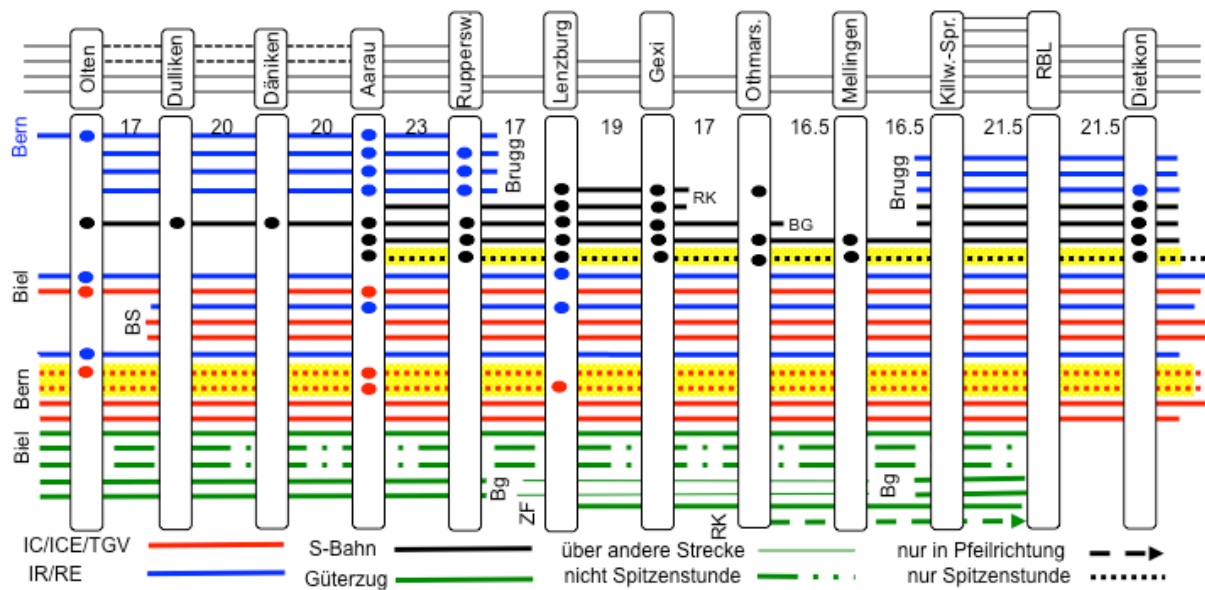 Olten
Dulliken
Däniken
Aarau
Ruppersw.
Lenzburg
Gexi
Othmars.
Mellingen
Killw.-Spr.
RBL
Dietikon
17 20 20 23 17 19 17 16.5 16.5 21.5 21.5
Bern
Brugg
Brugg
RK
BG
Biel
BS
Bern
Biel
Bg
Bg
ZF
RK
IC/ICE/TGV S-Bahn über andere Strecke nur in Pfeilrichtung
IR/RE Güterzug nicht Spitzenstunde nur Spitzenstunde